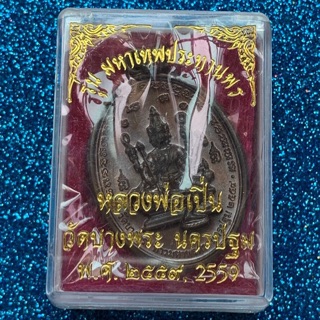 รุ่น มหาเทพประทานพร
หลวงพ่อเปิ่น
วัดบางพระ นครปฐม
พ.ศ. ๒๕๕๙ 2559